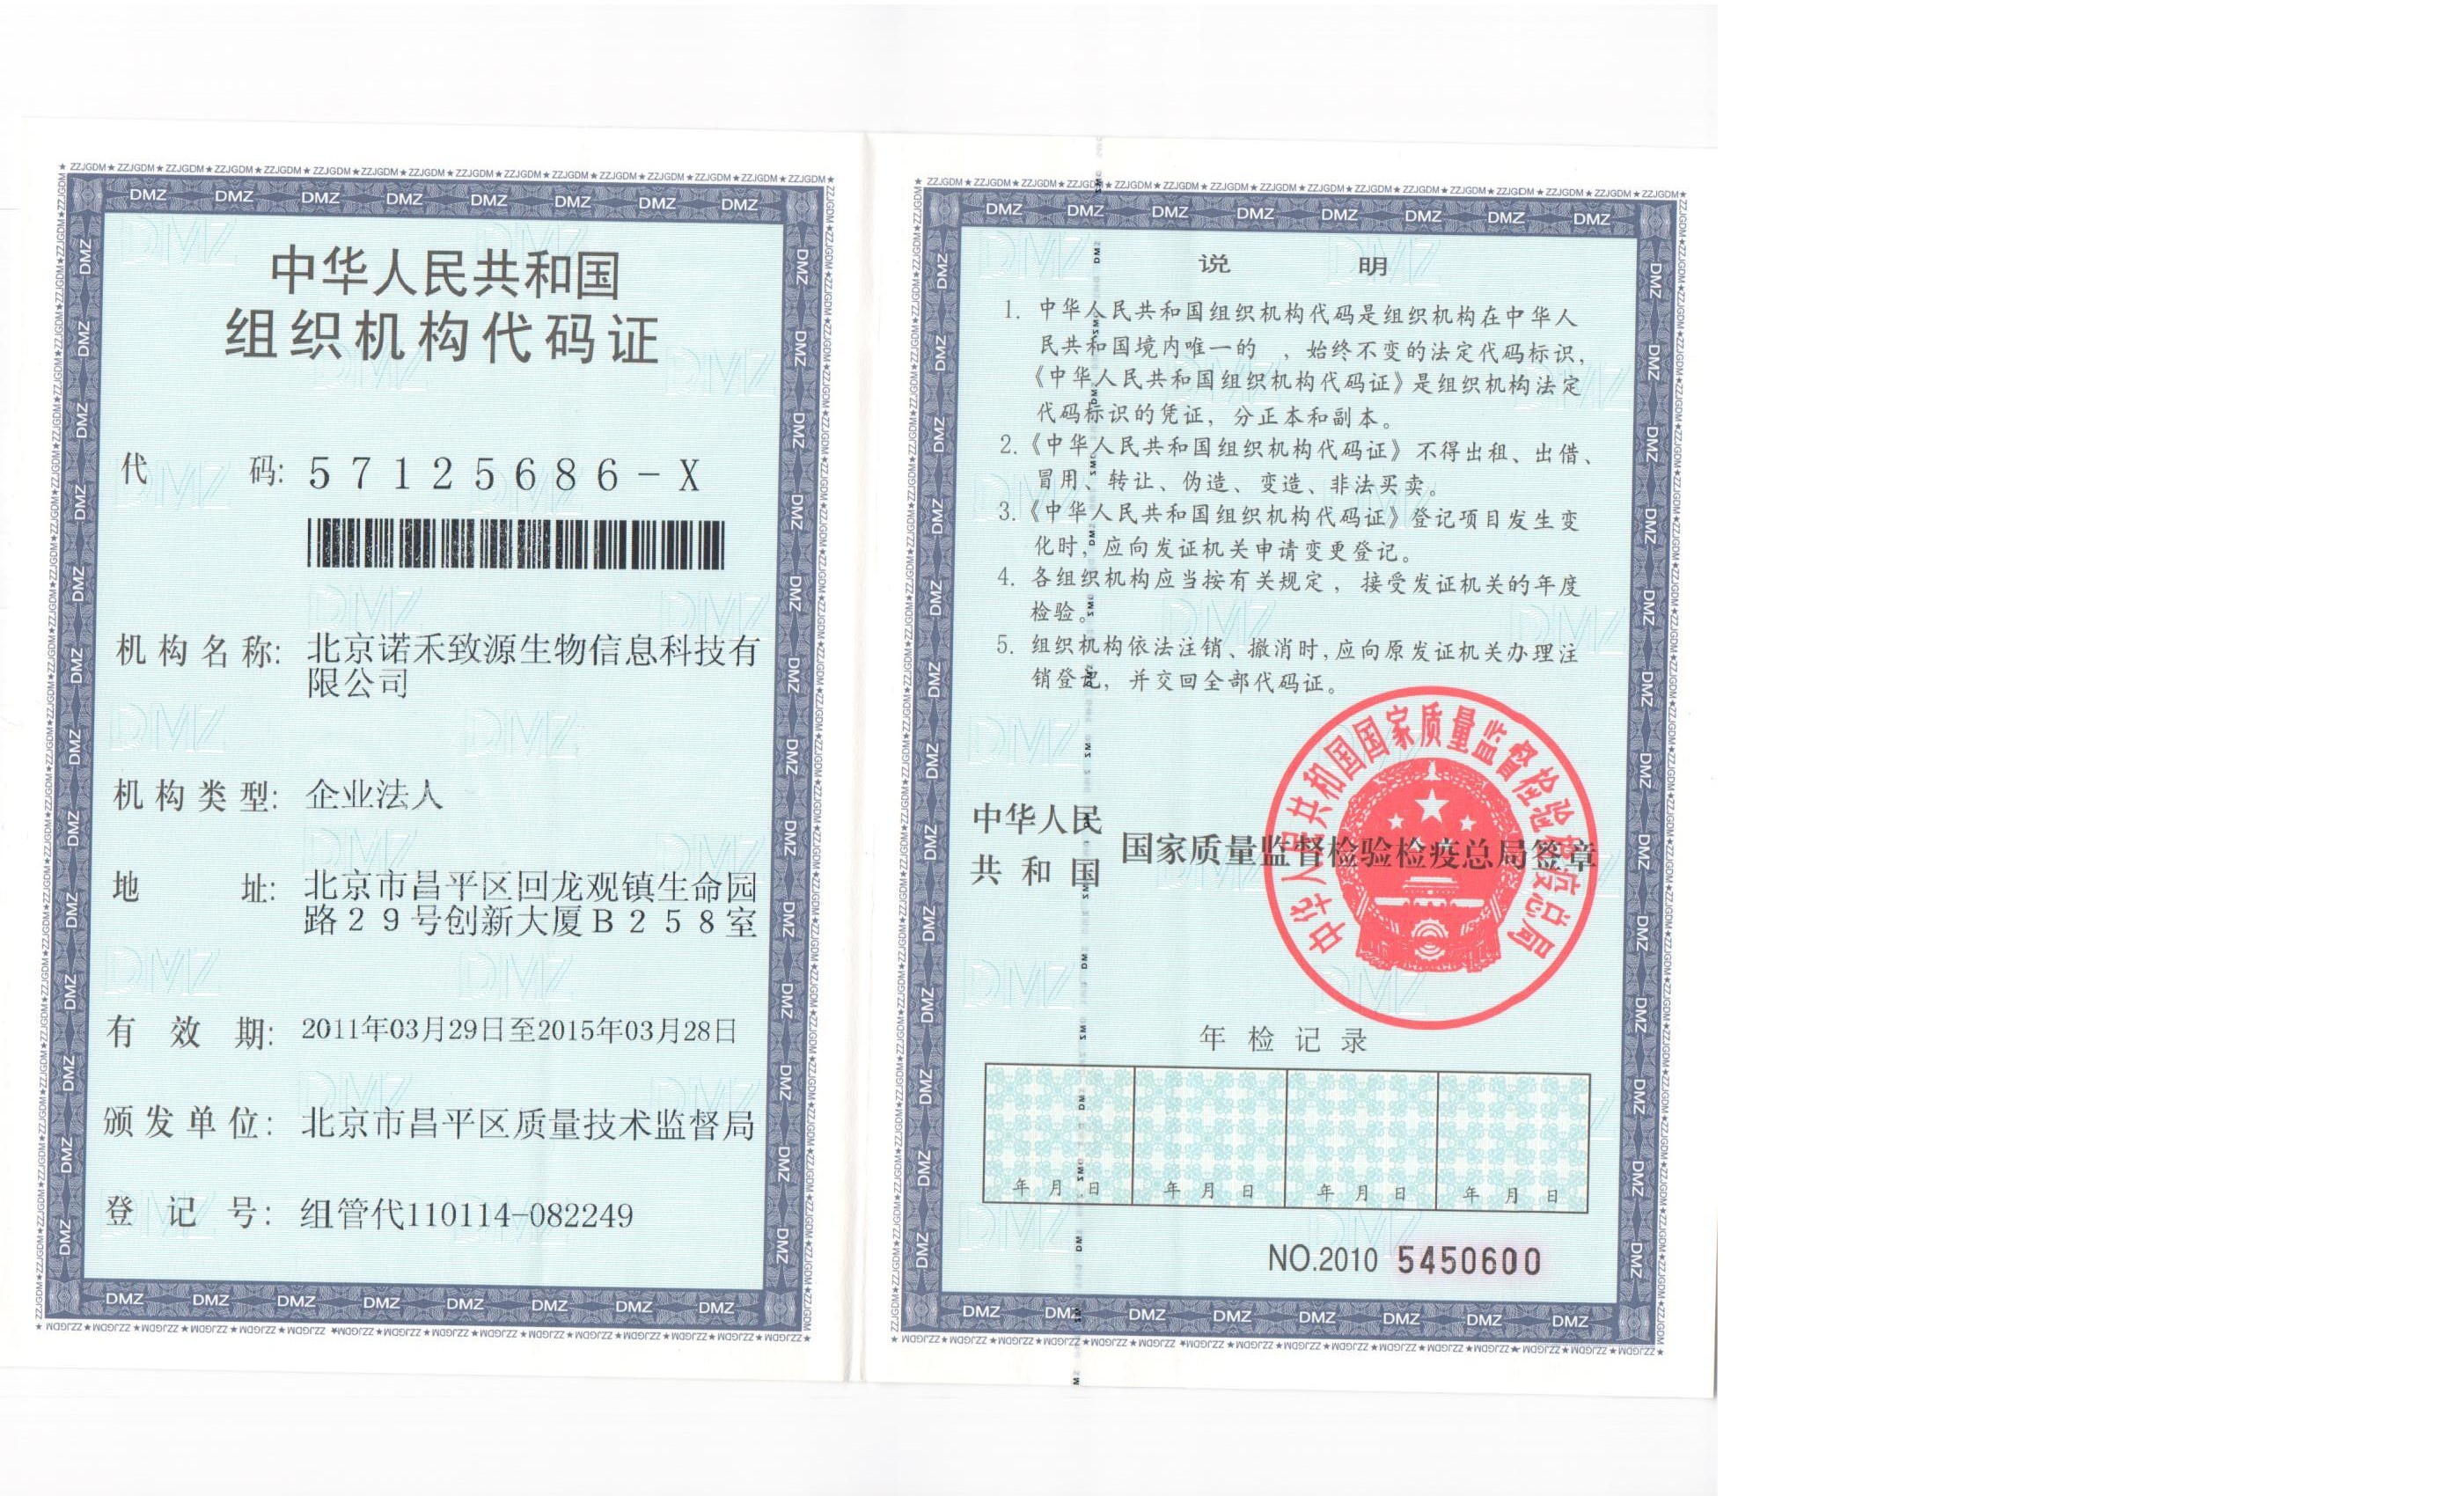 中华人民共和国
组织机构代码证
代 码: 57125686-X
机构名称: 北京诺禾致源生物信息科技有
限公司
机构类型: 企业法人
地 址: 北京市昌平区回龙观镇生命园
路29号创新大厦B258室
有 效 期: 2011年03月29日至2015年03月28日
颁发单位: 北京市昌平区质量技术监督局
登 记 号: 组管代110114-082249
说 明
1. 中华人民共和国组织机构代码是组织机构在中华人
民共和国境内唯一的 ，始终不变的法定代码标识，
《中华人民共和国组织机构代码证》是组织机构法定
代码标识的凭证，分正本和副本。
2.《中华人民共和国组织机构代码证》不得出租、出借、
冒用、转让、伪造、变造、非法买卖。
3.《中华人民共和国组织机构代码证》登记项目发生变
化时，应向发证机关申请变更登记。
4. 各组织机构应当按有关规定，接受发证机关的年度
检验。
5. 组织机构依法注销、撤消时，应向原发证机关办理注
销登记，并交回全部代码证。
中华人民
共和国
国家质量监督检验检疫总局签章
中华人民共和国国家质量监督检验检疫总局
年检记录
年 月 日 年 月 日 年 月 日 年 月 日
NO.2010 5450600